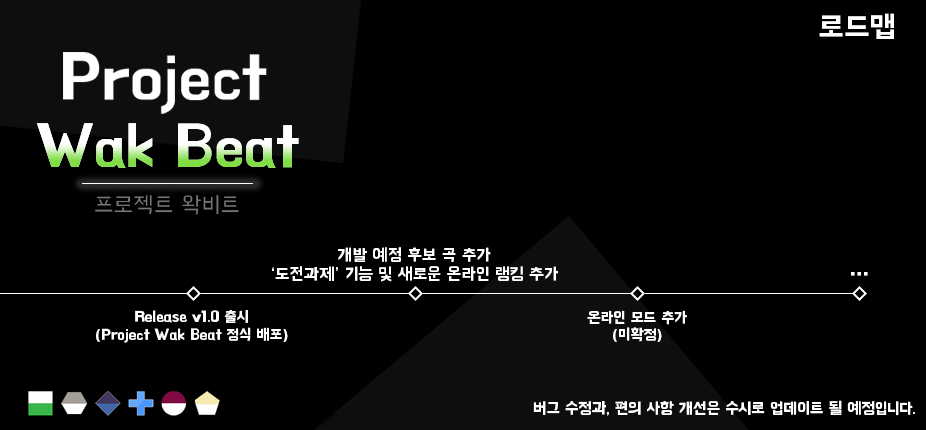 로드맵
Project
Wak Beat
프로젝트 왁비트
개발 예정 후보 곡 추가
‘도전과제’ 기능 및 새로운 온라인 랭킹 추가
...
Release v1.0 출시
(Project Wak Beat 정식 배포)
온라인 모드 추가
(미확정)
버그 수정과, 편의 사항 개선은 수시로 업데이트 될 예정입니다.